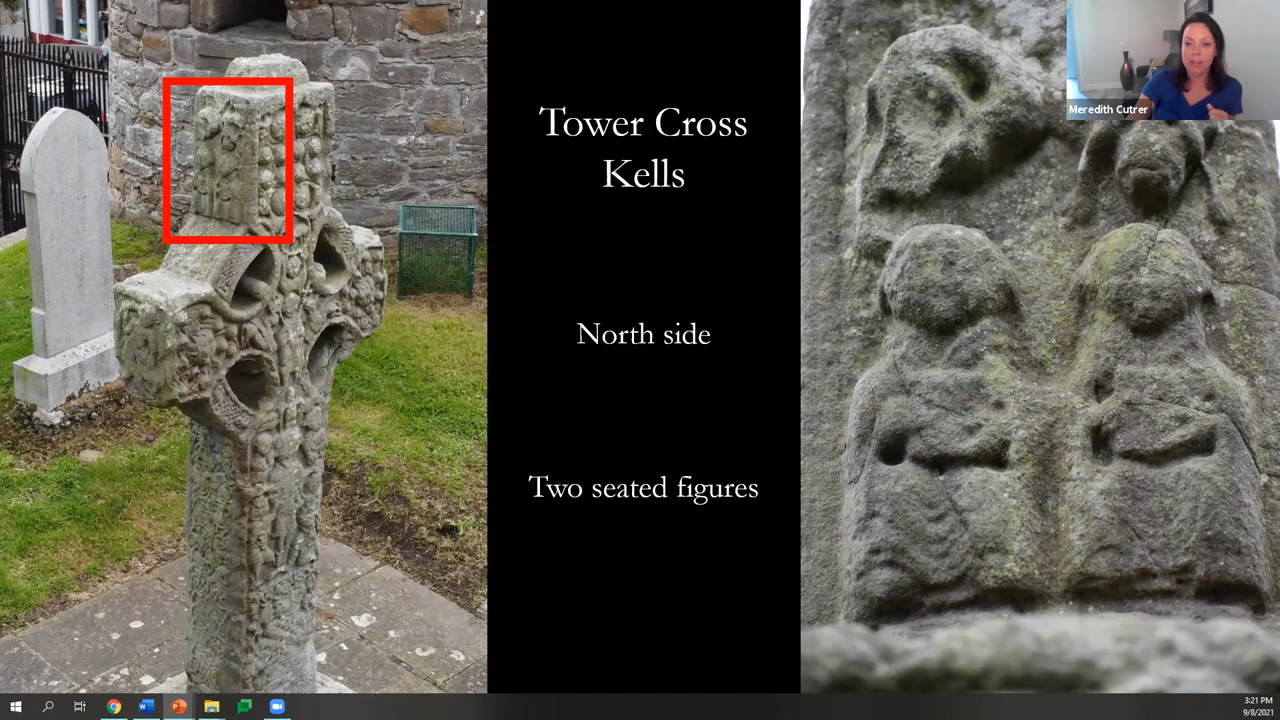 Tower Cross
Kells
North side
Two seated figures
Meredith Cutrer
3:21 PM
9/8/2021